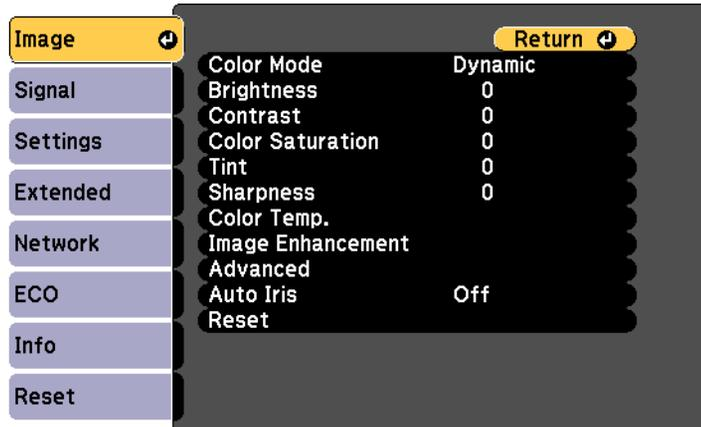 Image
Signal
Settings
Extended
Network
ECO
Info
Reset
Return
Color Mode Dynamic
Brightness 0
Contrast 0
Color Saturation 0
Tint 0
Sharpness 0
Color Temp.
Image Enhancement
Advanced
Auto Iris Off
Reset